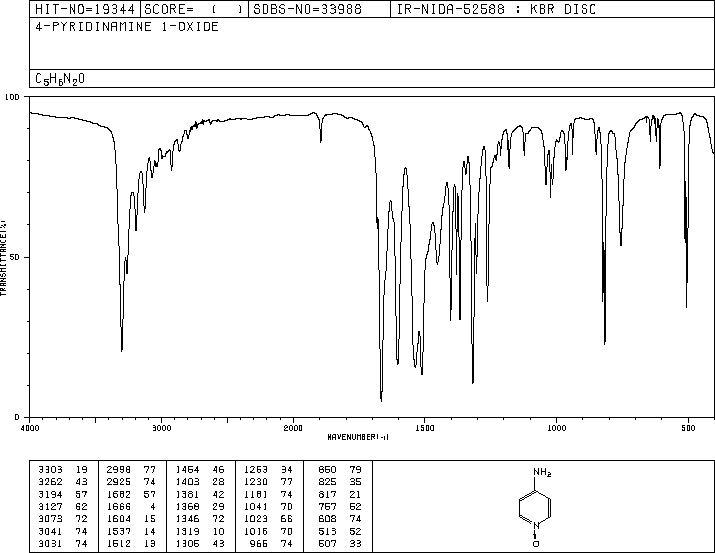 HIT-NO=19344 SCORE= ( ) SDBS-NO=33988 IR-NIDA-52588 : KBR DISC
4-PYRIDINAMINE 1-OXIDE
C5H6N2O
100
50
0
TRANSMITTANCE(%)
4000 3000 2000 1500 1000 500
WAVENUMBER(-1)
3303 19 2998 77 1454 46 1263 34 850 79
3262 43 2925 74 1403 28 1230 77 825 35
3194 57 1682 57 1381 42 1181 74 817 21
3127 62 1666 4 1368 29 1041 70 757 52
3073 72 1604 15 1346 72 1023 66 608 74
3041 74 1537 14 1319 10 1016 70 513 52
3031 74 1512 13 1305 43 966 74 507 33
NH2
N
O